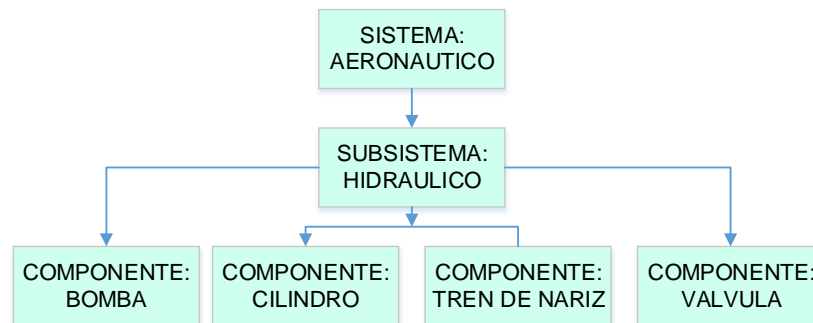 SISTEMA:
AERONAUTICO
SUBSISTEMA:
HIDRAULICO
COMPONENTE:
BOMBA
COMPONENTE:
CILINDRO
COMPONENTE:
TREN DE NARIZ
COMPONENTE:
VALVULA